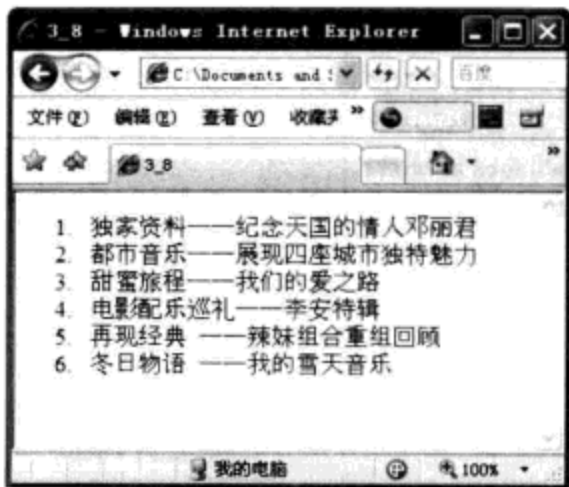 3_8 - Windows Internet Explorer
C:\Documents and S
百度
文件(F) 编辑(E) 查看(V) 收藏夹 »
3_8
»
1. 独家资料——纪念天国的情人邓丽君
2. 都市音乐——展现四座城市独特魅力
3. 甜蜜旅程——我们的爱之路
4. 电影配乐巡礼——李安特辑
5. 再现经典 ——辣妹组合重组回顾
6. 冬日物语 ——我的雪天音乐
我的电脑 100%